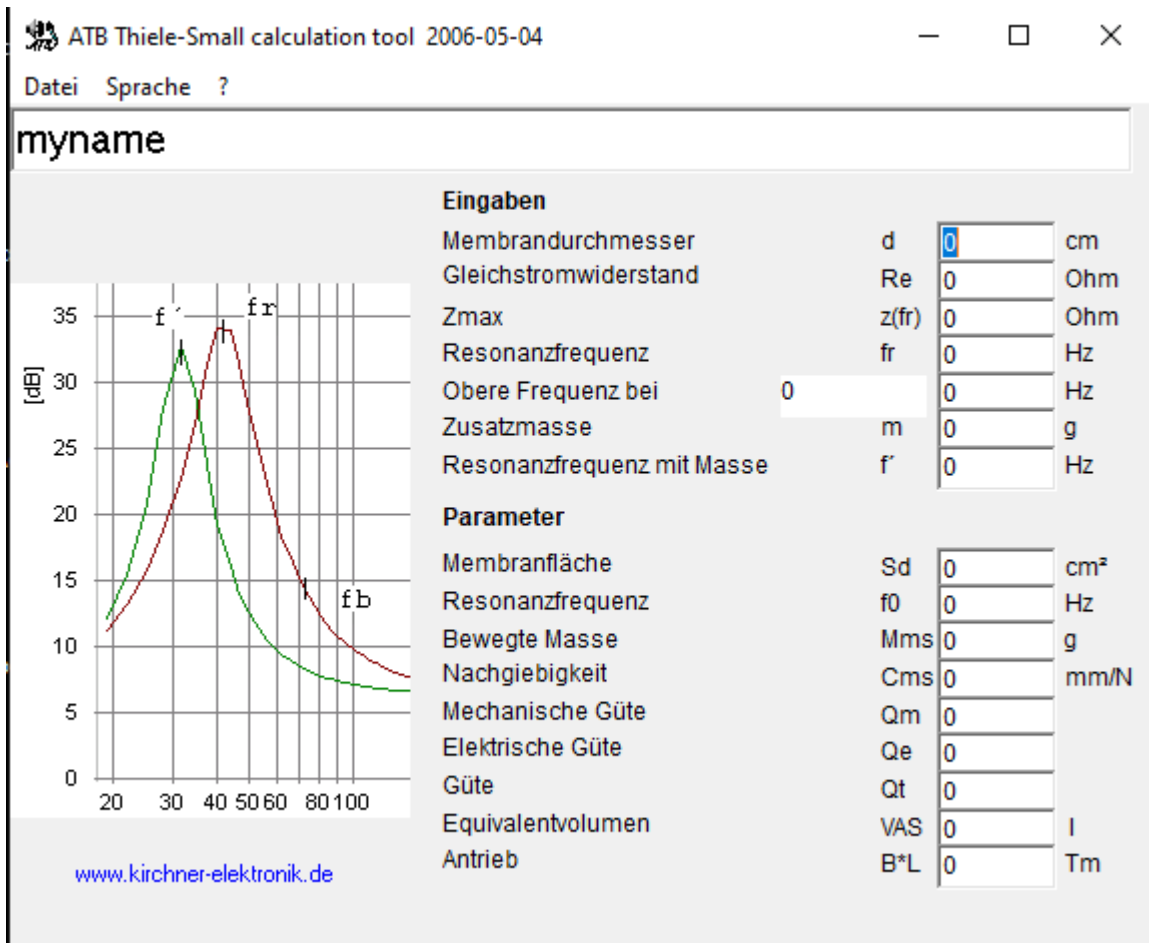 ATB Thiele-Small calculation tool 2006-05-04
Datei Sprache ?
myname
Eingaben
Membrandurchmesser d 0 cm
Gleichstromwiderstand Re 0 Ohm
Zmax z(fr) 0 Ohm
Resonanzfrequenz fr 0 Hz
Obere Frequenz bei 0 0 Hz
Zusatzmasse m 0 g
Resonanzfrequenz mit Masse f´ 0 Hz
Parameter
Membranfläche Sd 0 cm²
Resonanzfrequenz f0 0 Hz
Bewegte Masse Mms 0 g
Nachgiebigkeit Cms 0 mm/N
Mechanische Güte Qm 0
Elektrische Güte Qe 0
Güte Qt 0
Equivalentvolumen VAS 0 l
Antrieb B*L 0 Tm
[dB]
35
30
25
20
15
10
5
0
f´ fr
fb
20 30 40 50 60 80 100
www.kirchner-elektronik.de